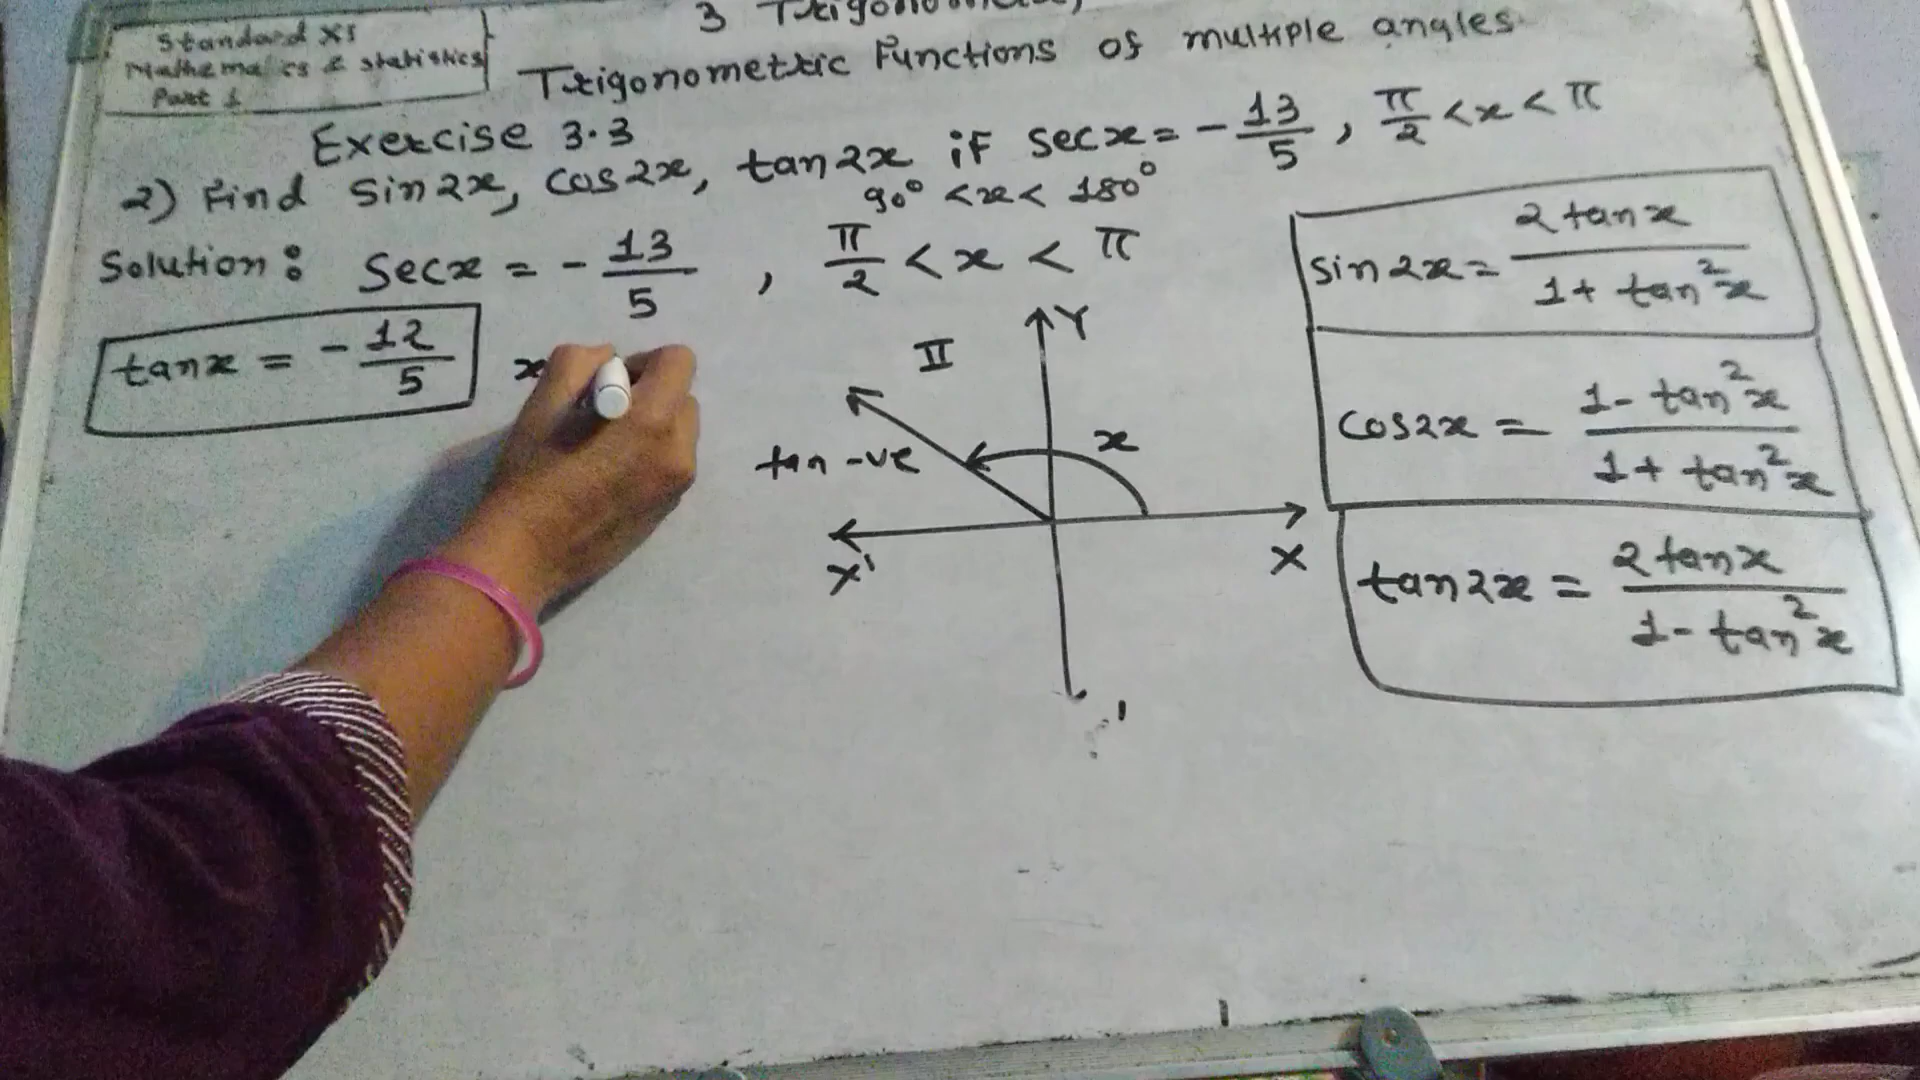 Standard XI
Mathematics & statistics
Part 1
3 Trigonometry
Trigonometric Functions of multiple angles
Exercise 3.3
2) Find sin2x, cos2x, tan2x if secx = -13/5, π/2 < x < π
90° < x < 180°
Solution: Secx = -13/5 , π/2 < x < π
tanx = -12/5
x
II
Y
tan -ve
x
X'
X
sin2x = 2tanx/1+ tan²x
cos2x = 1- tan²x/1+ tan²x
tan2x = 2tanx/1- tan²x